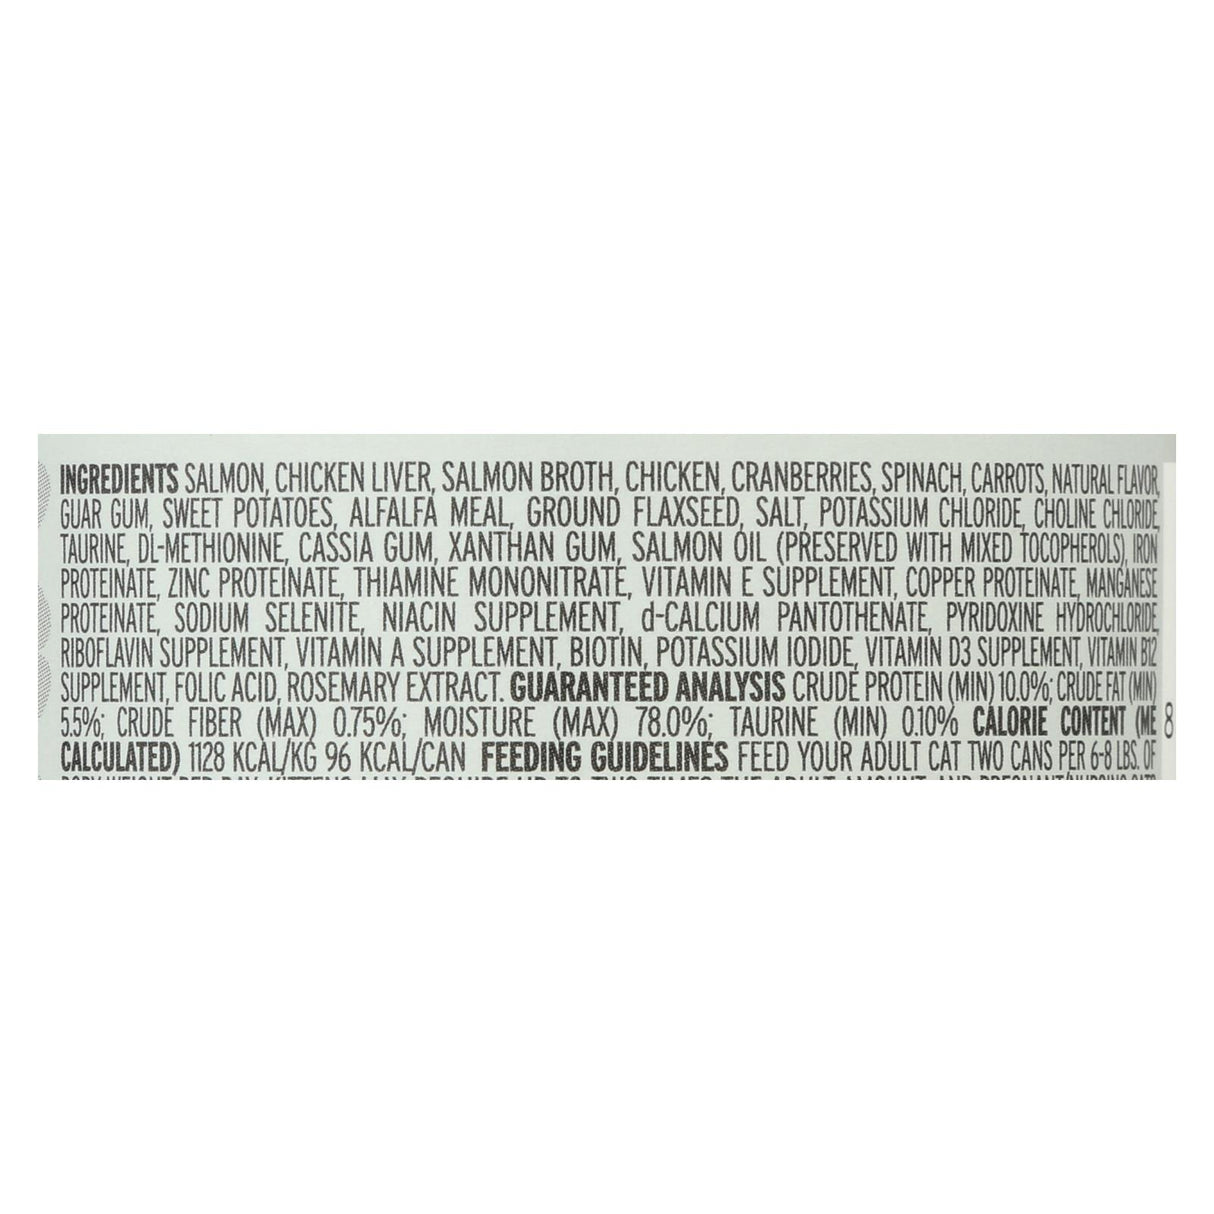 INGREDIENTS SALMON, CHICKEN LIVER, SALMON BROTH, CHICKEN, CRANBERRIES, SPINACH, CARROTS, NATURAL FLAVOR,
GUAR GUM, SWEET POTATOES, ALFALFA MEAL, GROUND FLAXSEED, SALT, POTASSIUM CHLORIDE, CHOLINE CHLORIDE,
TAURINE, DL-METHIONINE, CASSIA GUM, XANTHAN GUM, SALMON OIL (PRESERVED WITH MIXED TOCOPHEROLS), IRON
PROTEINATE, ZINC PROTEINATE, THIAMINE MONONITRATE, VITAMIN E SUPPLEMENT, COPPER PROTEINATE, MANGANESE
PROTEINATE, SODIUM SELENITE, NIACIN SUPPLEMENT, d-CALCIUM PANTOTHENATE, PYRIDOXINE HYDROCHLORIDE,
RIBOFLAVIN SUPPLEMENT, VITAMIN A SUPPLEMENT, BIOTIN, POTASSIUM IODIDE, VITAMIN D3 SUPPLEMENT, VITAMIN B12
SUPPLEMENT, FOLIC ACID, ROSEMARY EXTRACT. GUARANTEED ANALYSIS CRUDE PROTEIN (MIN) 10.0%; CRUDE FAT (MIN)
5.5%; CRUDE FIBER (MAX) 0.75%; MOISTURE (MAX) 78.0%; TAURINE (MIN) 0.10% CALORIE CONTENT (ME
CALCULATED) 1128 KCAL/KG 96 KCAL/CAN FEEDING GUIDELINES FEED YOUR ADULT CAT TWO CANS PER 6-8 LBS. OF
8